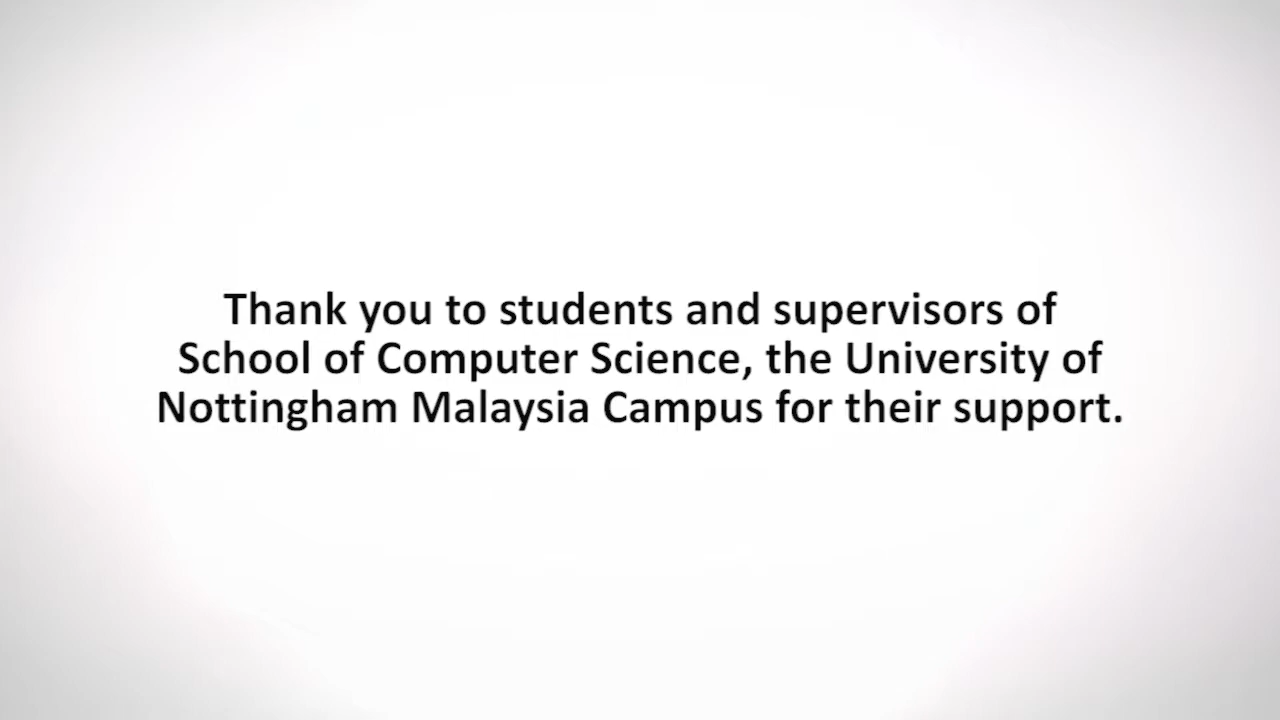 Thank you to students and supervisors of
School of Computer Science, the University of
Nottingham Malaysia Campus for their support.